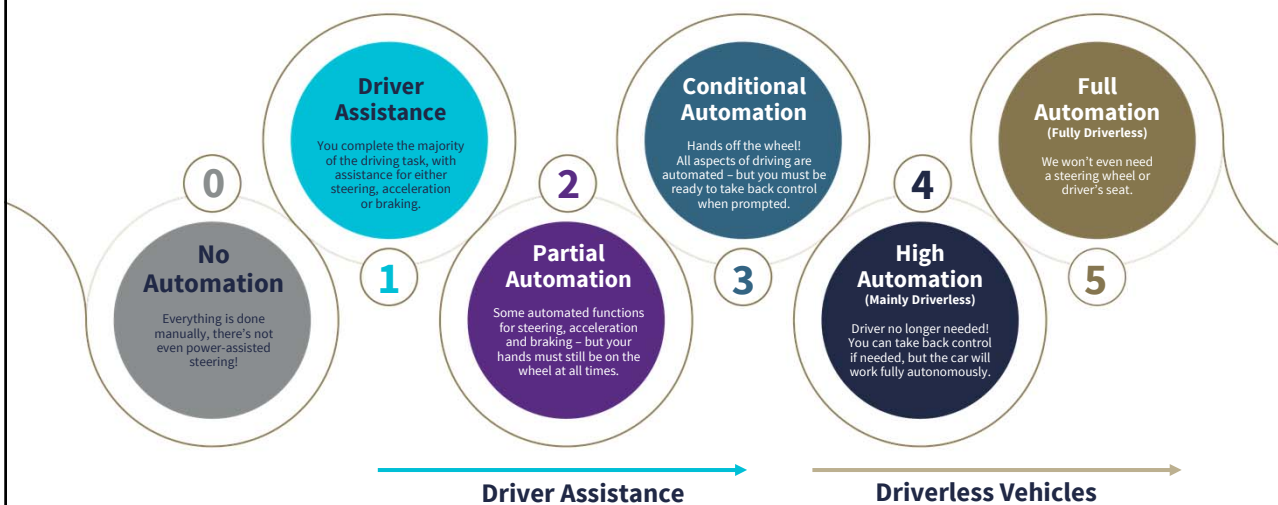 0
No
Automation
Everything is done
manually, there's not
even power-assisted
steering!
Driver
Assistance
You complete the majority
of the driving task, with
assistance for either
steering, acceleration
or braking.
1
2
Partial
Automation
Some automated functions
for steering, acceleration
and braking – but your
hands must still be on the
wheel at all times.
Conditional
Automation
Hands off the wheel!
All aspects of driving are
automated – but you must be
ready to take back control
when prompted.
3
4
High
Automation
(Mainly Driverless)
Driver no longer needed!
You can take back control
if needed, but the car will
work fully autonomously.
Full
Automation
(Fully Driverless)
We won't even need
a steering wheel or
driver's seat.
5
Driver Assistance
Driverless Vehicles